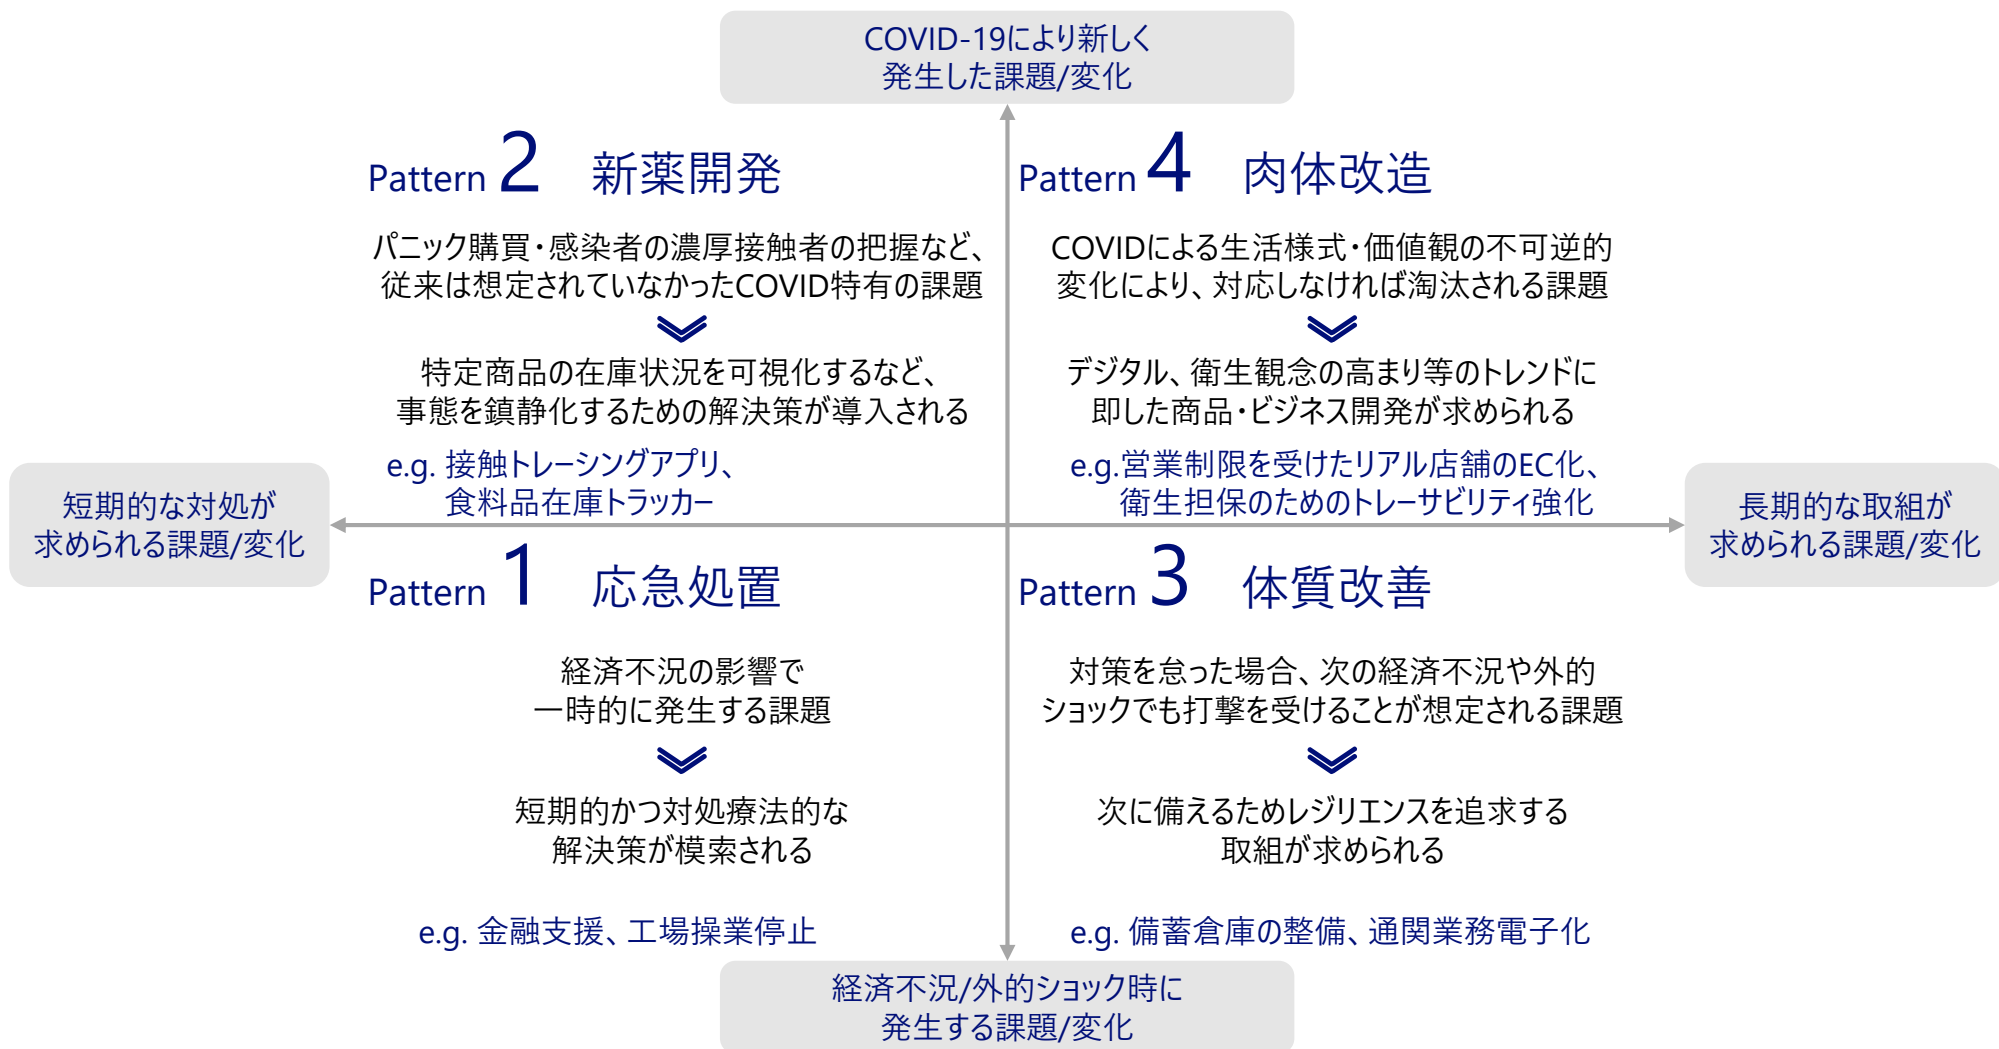 COVID-19により新しく
発生した課題/変化
Pattern 2 新薬開発
パニック購買・感染者の濃厚接触者の把握など、
従来は想定されていなかったCOVID特有の課題
特定商品の在庫状況を可視化するなど、
事態を鎮静化するための解決策が導入される
e.g. 接触トレーシングアプリ、
食料品在庫トラッカー
Pattern 4 肉体改造
COVIDによる生活様式・価値観の不可逆的
変化により、対応しなければ淘汰される課題
デジタル、衛生観念の高まり等のトレンドに
即した商品・ビジネス開発が求められる
e.g.営業制限を受けたリアル店舗のEC化、
衛生担保のためのトレーサビリティ強化
短期的な対処が
求められる課題/変化
長期的な取組が
求められる課題/変化
Pattern 1 応急処置
経済不況の影響で
一時的に発生する課題
短期的かつ対処療法的な
解決策が模索される
e.g. 金融支援、工場操業停止
Pattern 3 体質改善
対策を怠った場合、次の経済不況や外的
ショックでも打撃を受けることが想定される課題
次に備えるためレジリエンスを追求する
取組が求められる
e.g. 備蓄倉庫の整備、通関業務電子化
経済不況/外的ショック時に
発生する課題/変化